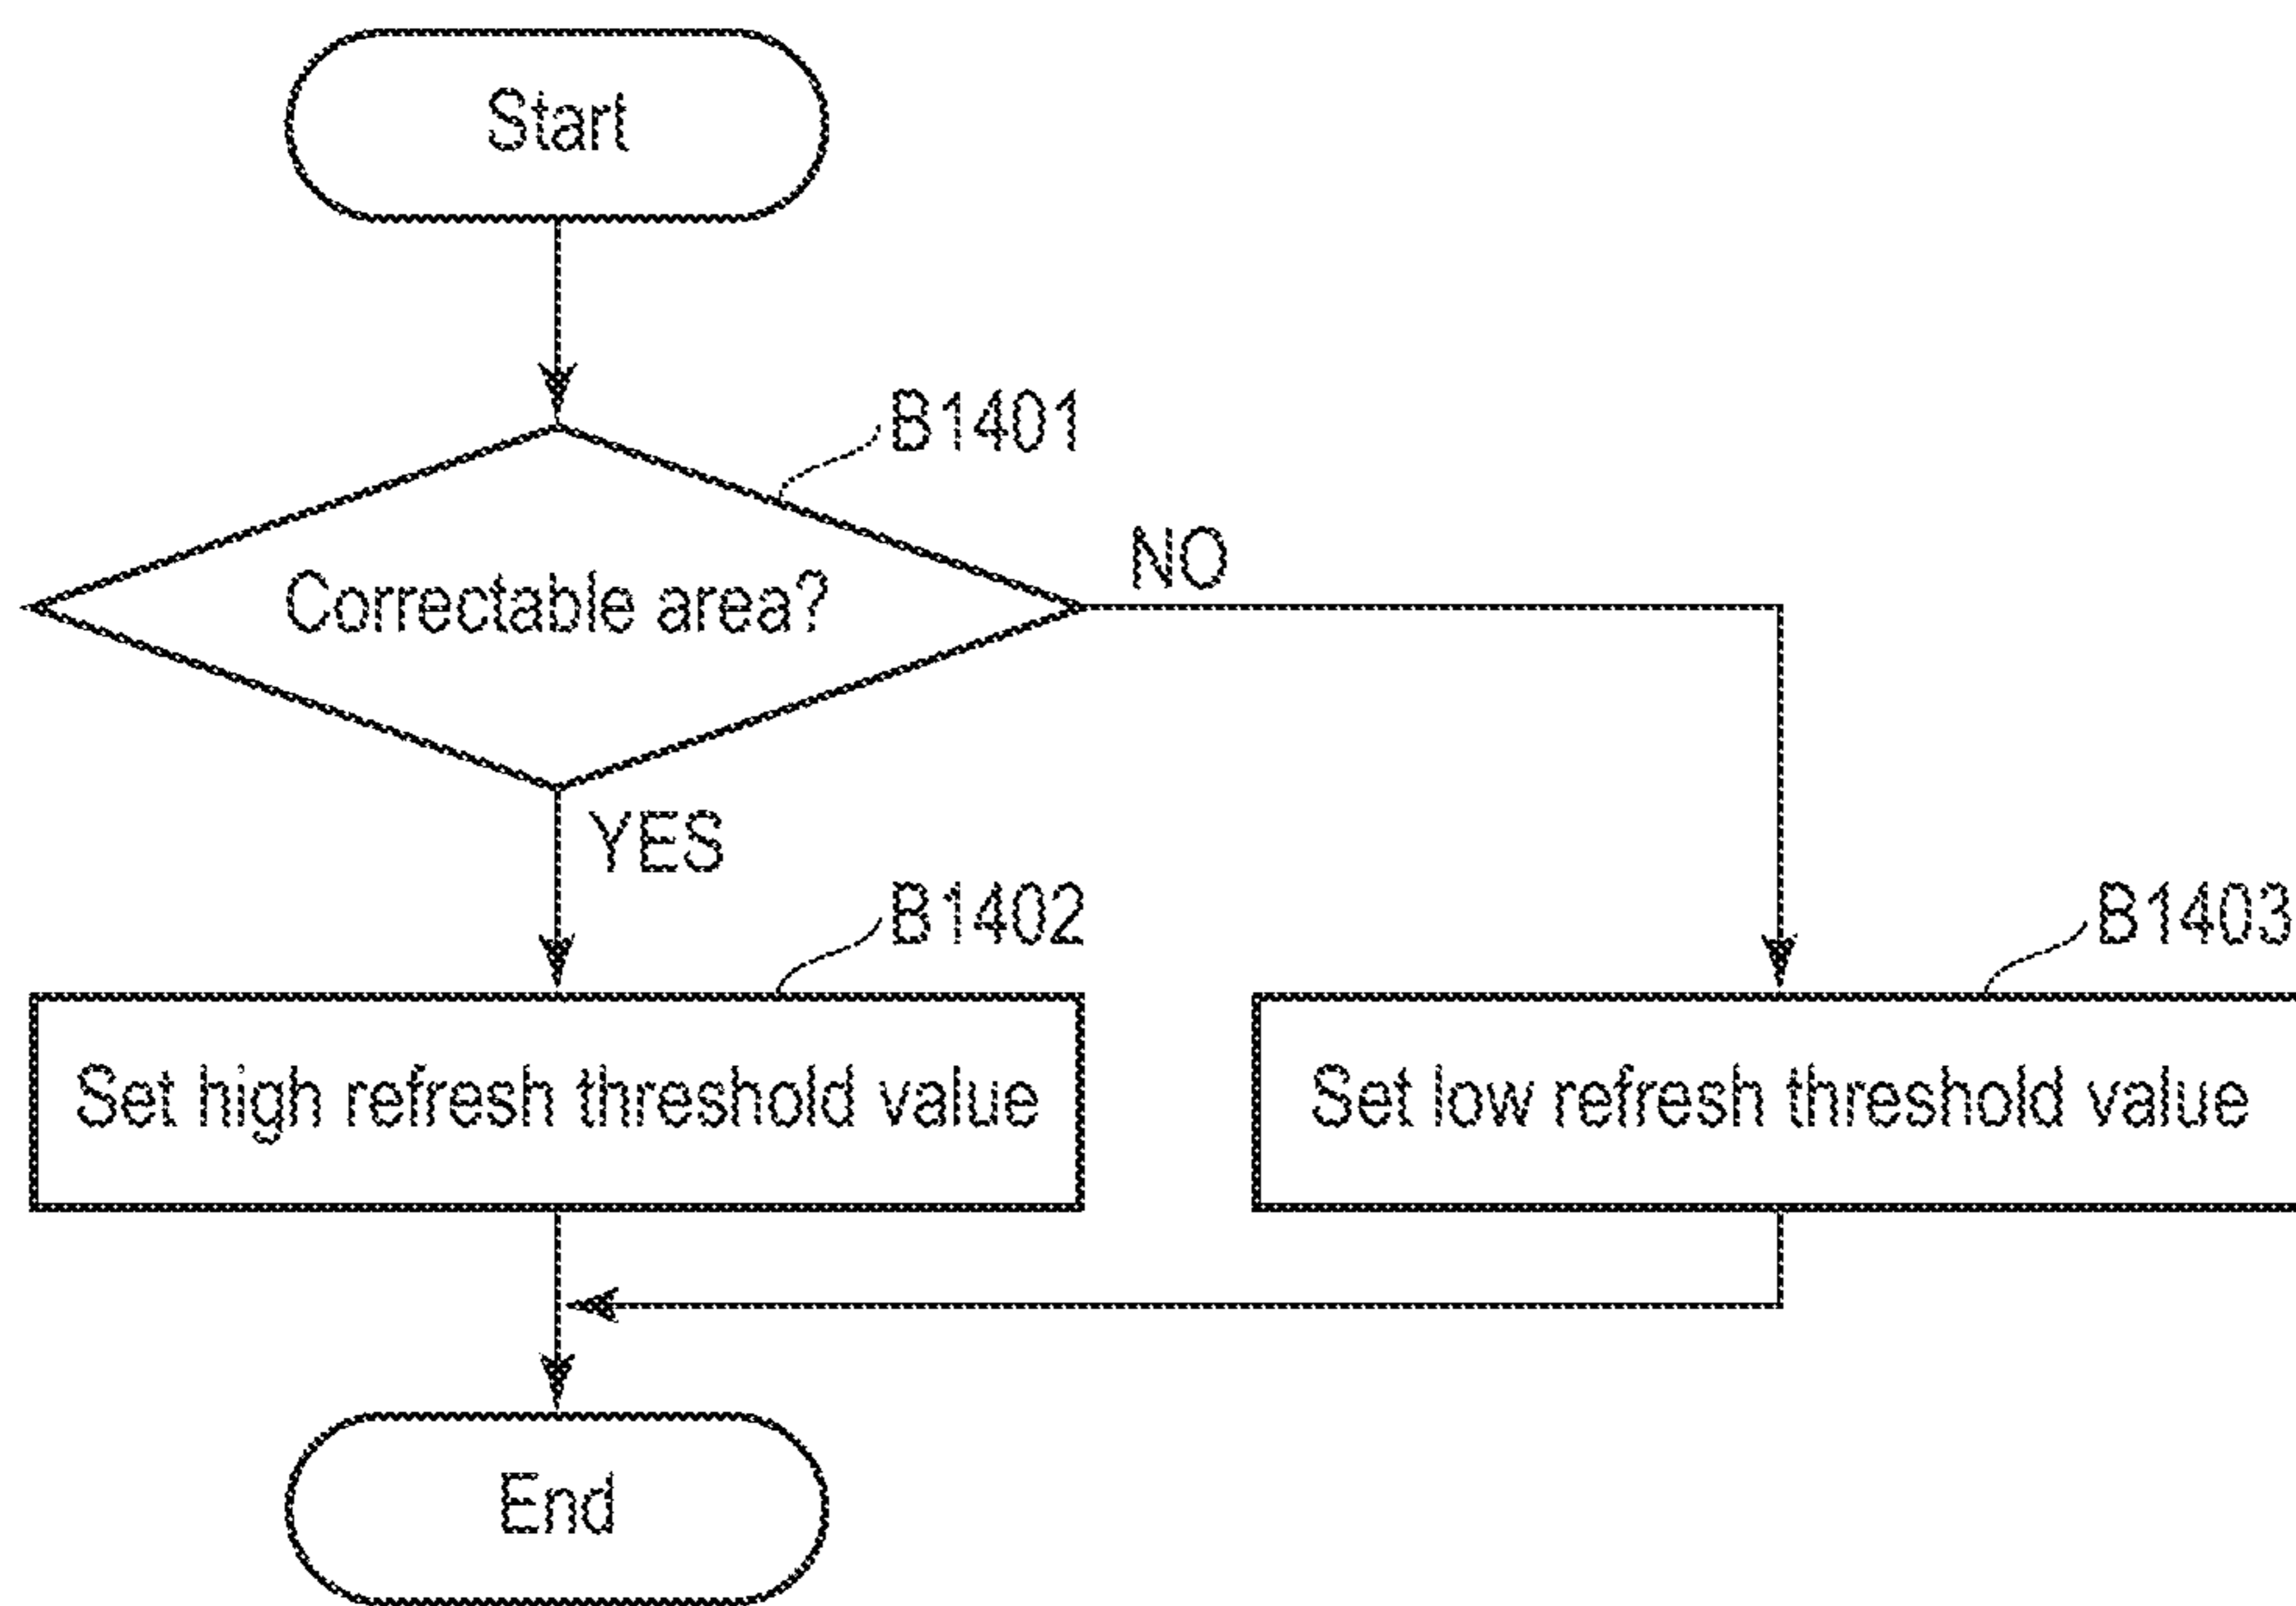 Start
B1401
Correctable area?
NO
YES
B1402
B1403
Set high refresh threshold value
Set low refresh threshold value
End